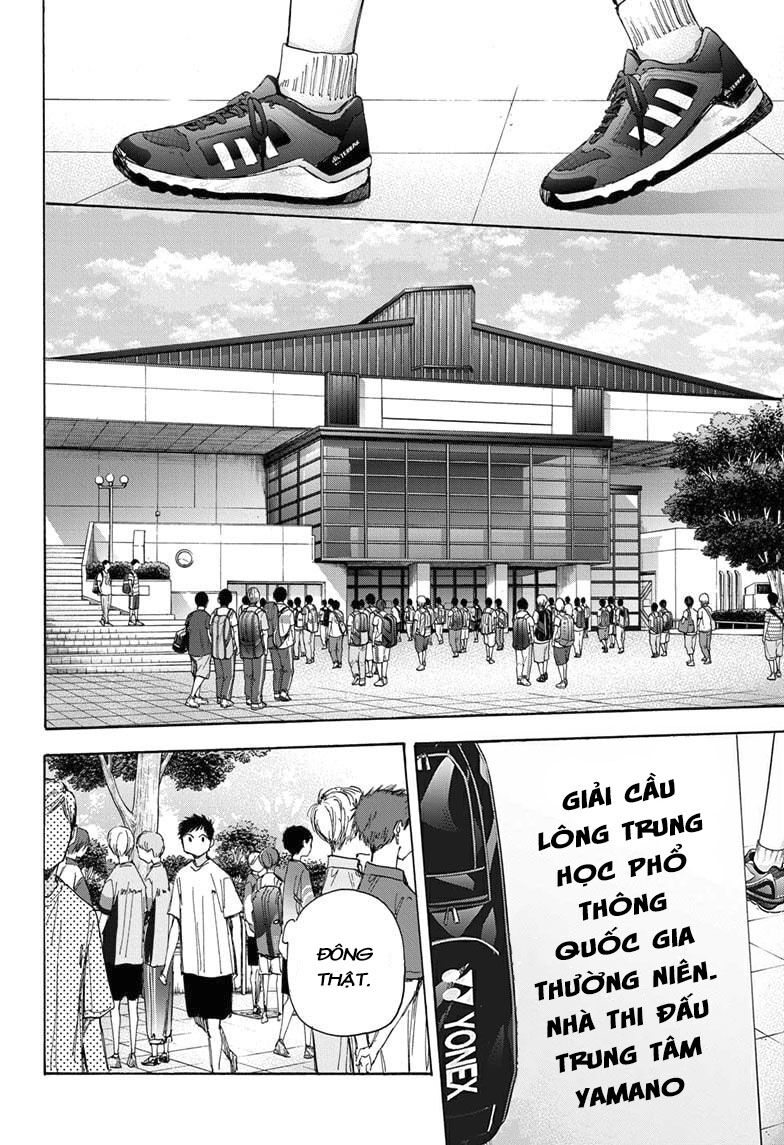 TERREX
GIẢI CẦU
LÔNG TRUNG
HỌC PHỔ
THÔNG
QUỐC GIA
THƯỜNG NIÊN.
NHÀ THI ĐẤU
TRUNG TÂM
YAMANO
YONEX
ĐÔNG
THẬT.